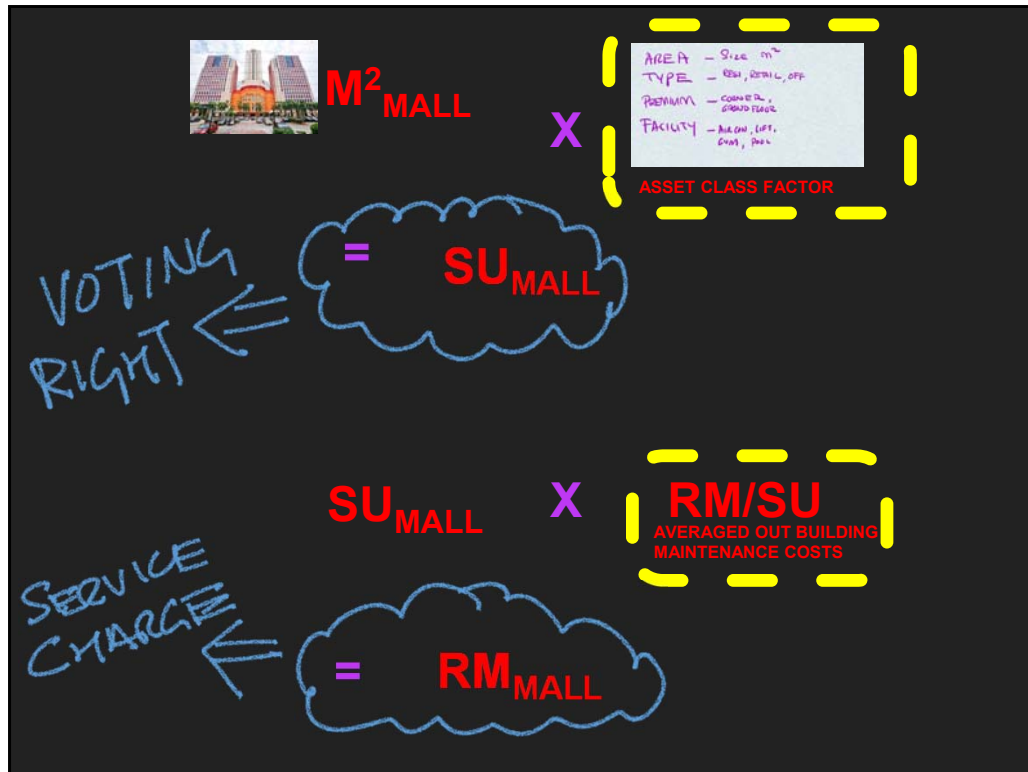 M²MALL
X
AREA – Size m²
TYPE – RESI, RETAIL, OFF
PREMIUM – CORNER,
GROUND FLOOR
FACILITY – AIRCON, LIFT,
GYM, POOL
ASSET CLASS FACTOR
= SUMALL
VOTING
RIGHT
SUMALL X RM/SU
AVERAGED OUT BUILDING
MAINTENANCE COSTS
SERVICE
CHARGE
= RMMALL